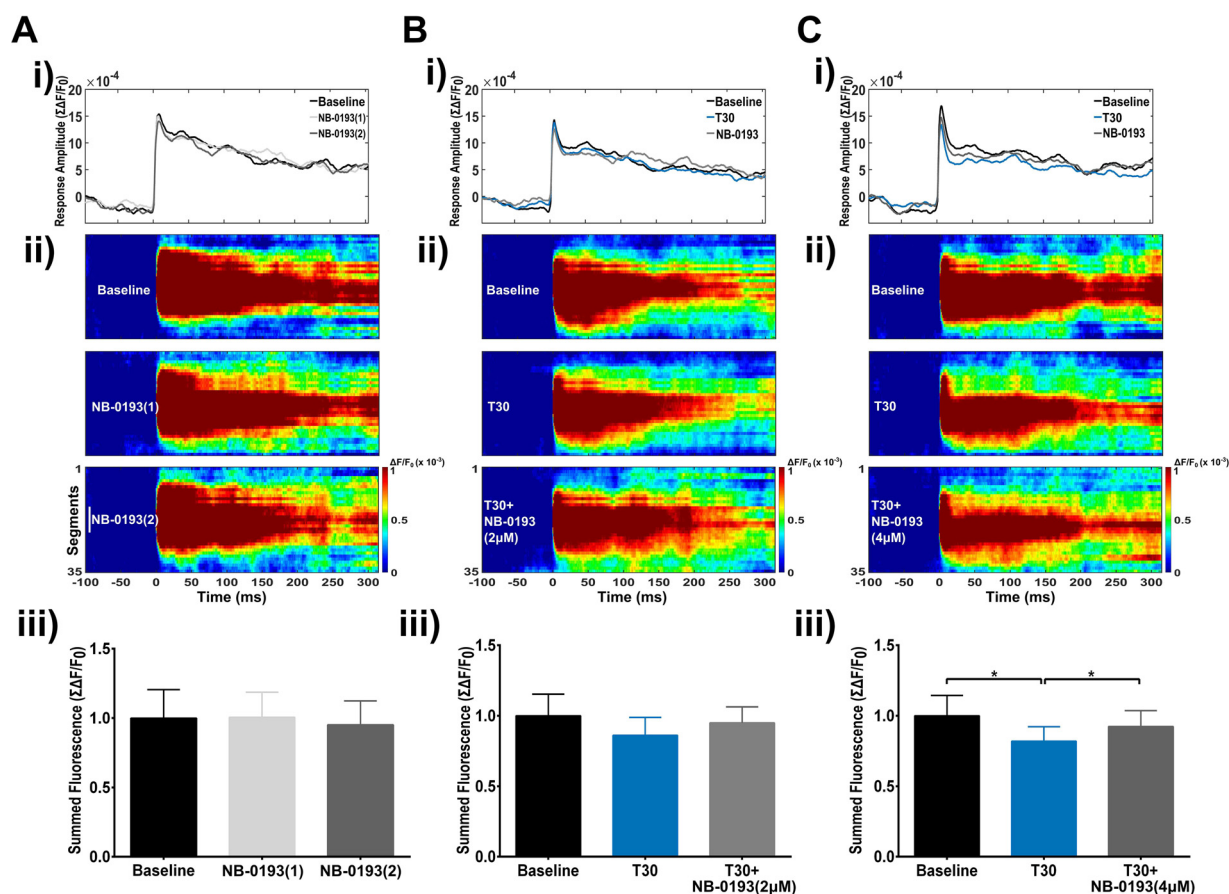 A
B
C
i)
×10⁻⁴
Response Amplitude (ΣΔF/F0)
20
15
10
5
0
Baseline
NB-0193(1)
NB-0193(2)
i)
×10⁻⁴
Response Amplitude (ΣΔF/F0)
20
15
10
5
0
Baseline
T30
NB-0193
i)
×10⁻⁴
Response Amplitude (ΣΔF/F0)
20
15
10
5
0
Baseline
T30
NB-0193
ii)
Baseline
NB-0193(1)
NB-0193(2)
Segments
1
35
ΔF/F₀ (x 10⁻³)
1
0.5
0
-100 -50 0 50 100 150 200 250 300
Time (ms)
ii)
Baseline
T30
T30+
NB-0193
(2µM)
1
35
ΔF/F₀ (x 10⁻³)
1
0.5
0
-100 -50 0 50 100 150 200 250 300
Time (ms)
ii)
Baseline
T30
T30+
NB-0193
(4µM)
1
35
ΔF/F₀ (x 10⁻³)
1
0.5
0
-100 -50 0 50 100 150 200 250 300
Time (ms)
iii)
Summed Fluorescence (ΣΔF/F0)
1.5
1.0
0.5
0.0
Baseline NB-0193(1) NB-0193(2)
iii)
Summed Fluorescence (ΣΔF/F0)
1.5
1.0
0.5
0.0
Baseline T30 T30+
NB-0193(2µM)
iii)
Summed Fluorescence (ΣΔF/F0)
1.5
1.0
0.5
0.0
* *
Baseline T30 T30+
NB-0193(4µM)